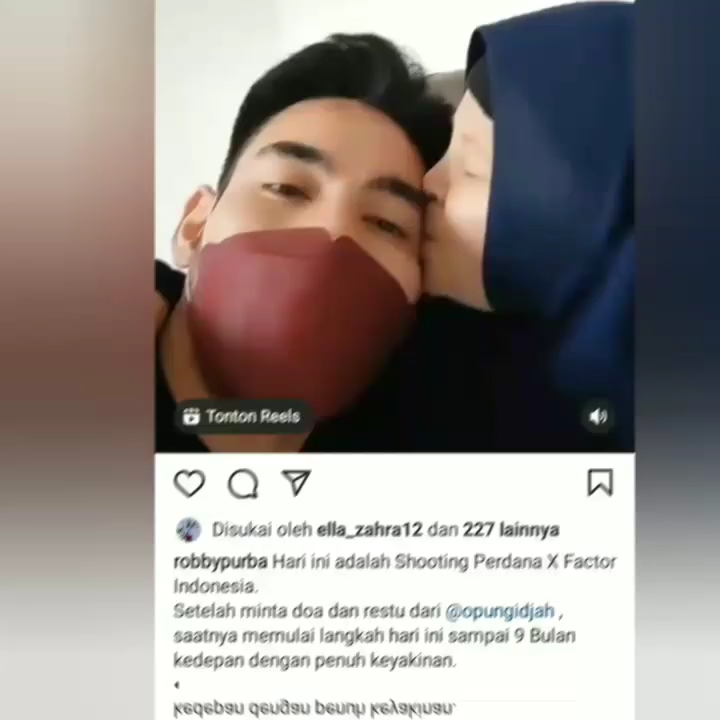 Tonton Reels
Disukai oleh ella_zahra12 dan 227 lainnya
robbypurba Hari ini adalah Shooting Perdana X Factor
Indonesia.
Setelah minta doa dan restu dari @opungidjah ,
saatnya memulai langkah hari ini sampai 9 Bulan
kedepan dengan penuh keyakinan.